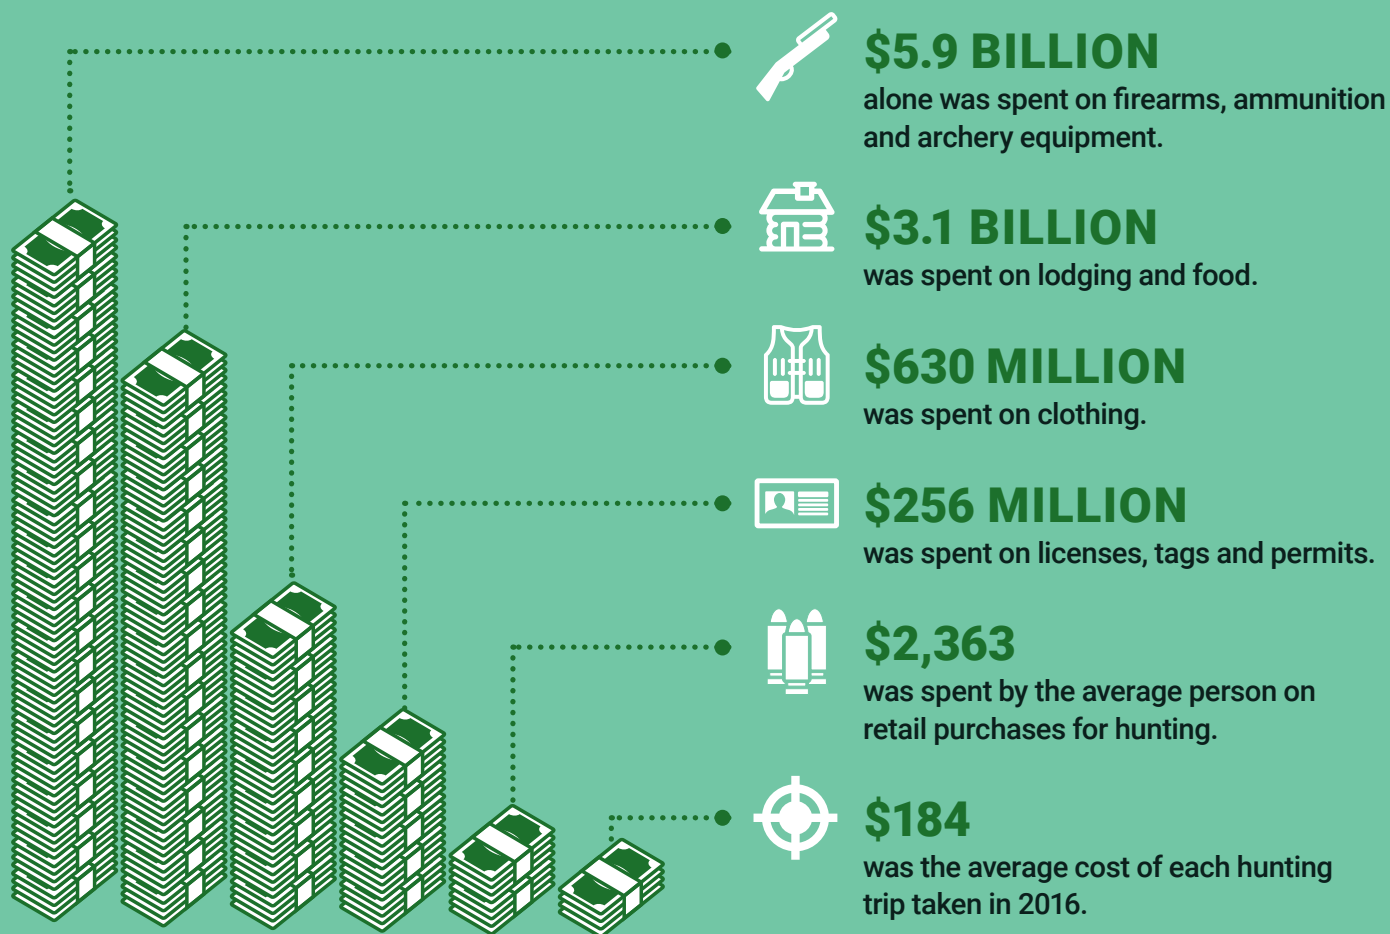 $5.9 BILLION
alone was spent on firearms, ammunition
and archery equipment.
$3.1 BILLION
was spent on lodging and food.
$630 MILLION
was spent on clothing.
$256 MILLION
was spent on licenses, tags and permits.
$2,363
was spent by the average person on
retail purchases for hunting.
$184
was the average cost of each hunting
trip taken in 2016.